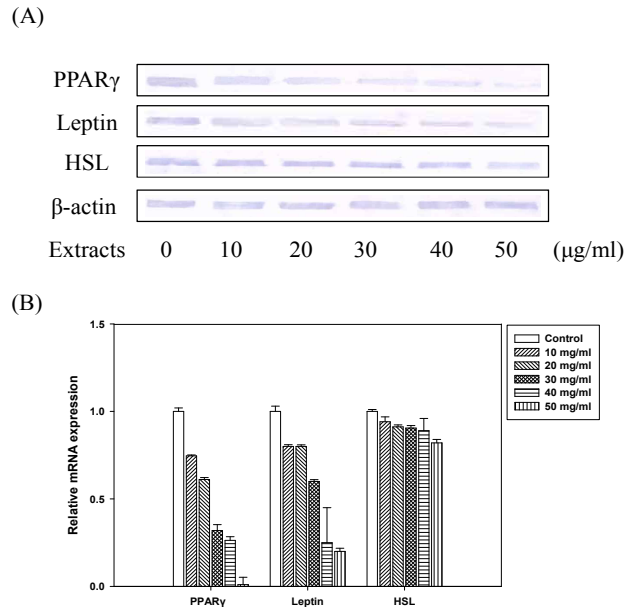 (A)
PPARγ
Leptin
HSL
β-actin
Extracts 0 10 20 30 40 50 (μg/ml)
(B)
1.5
1.0
0.5
0.0
Relative mRNA expression
PPARγ Leptin HSL
Control
10 mg/ml
20 mg/ml
30 mg/ml
40 mg/ml
50 mg/ml